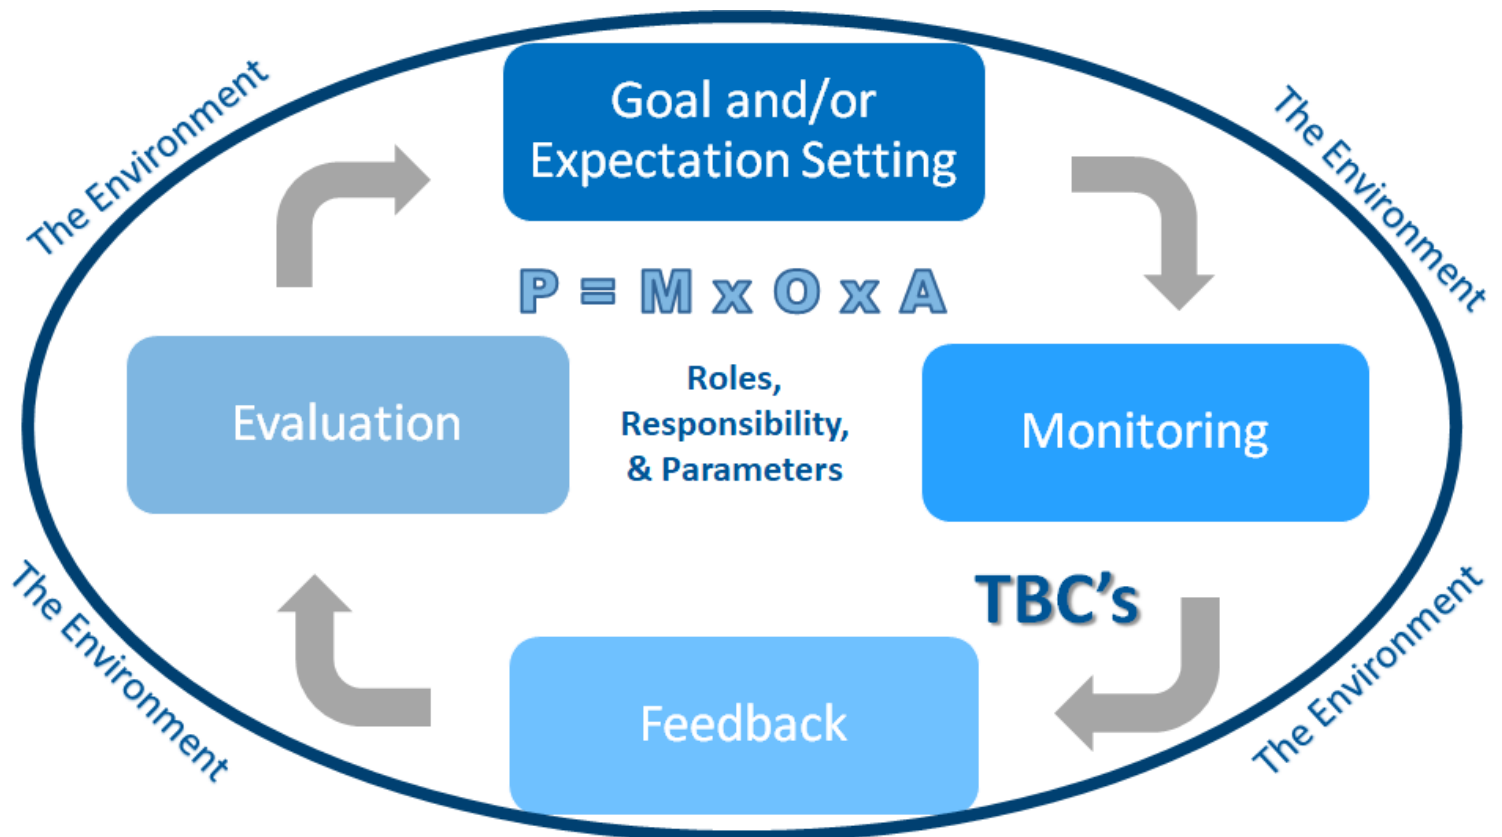 The Environment
The Environment
Goal and/or
Expectation Setting
P = M x O x A
Evaluation
Roles,
Responsibility,
& Parameters
Monitoring
TBC's
Feedback
The Environment
The Environment